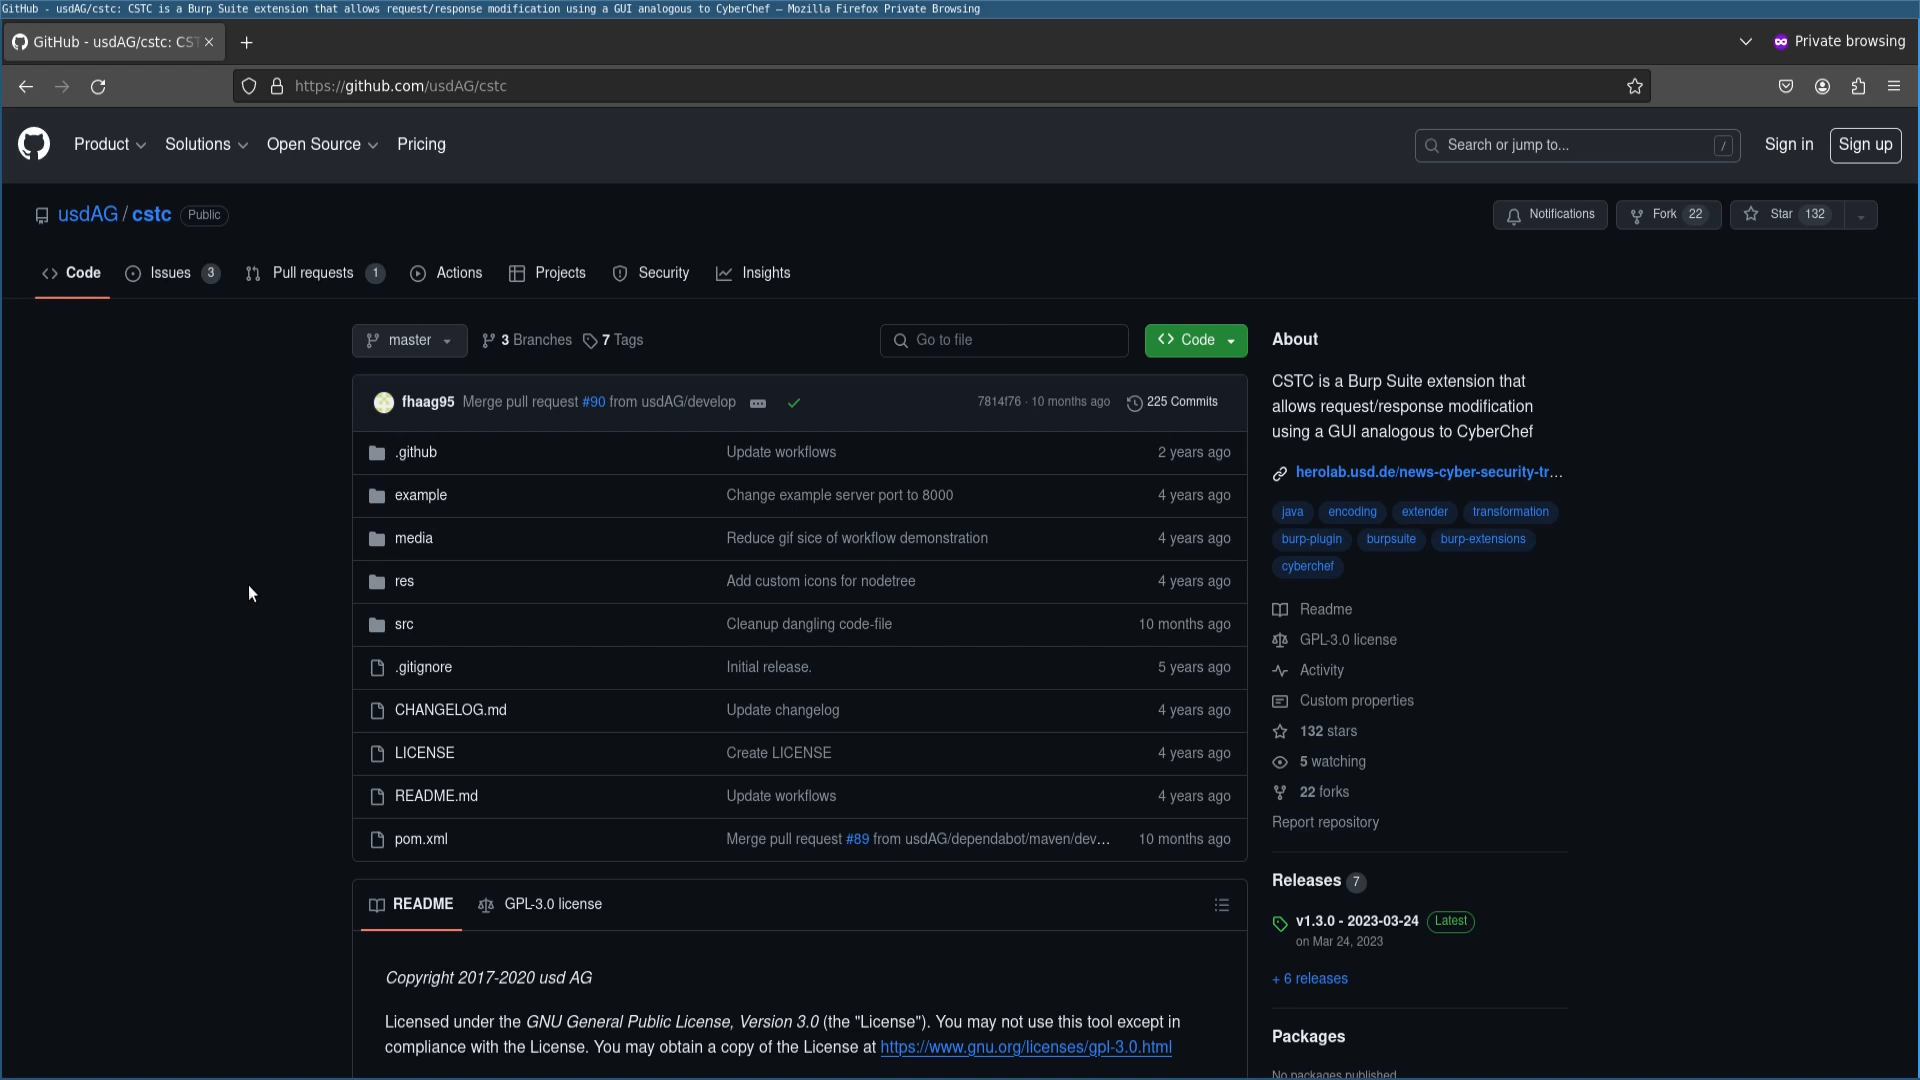 GitHub - usdAG/cstc: CSTC is a Burp Suite extension that allows request/response modification using a GUI analogous to CyberChef — Mozilla Firefox Private Browsing
GitHub - usdAG/cstc: CST
Private browsing
https://github.com/usdAG/cstc
Product Solutions Open Source Pricing
Search or jump to... /
Sign in Sign up
usdAG / cstc Public
Notifications Fork 22 Star 132
Code Issues 3 Pull requests 1 Actions Projects Security Insights
master 3 Branches 7 Tags Go to file Code
fhaag95 Merge pull request #90 from usdAG/develop 7814f76 · 10 months ago 225 Commits
.github Update workflows 2 years ago
example Change example server port to 8000 4 years ago
media Reduce gif sice of workflow demonstration 4 years ago
res Add custom icons for nodetree 4 years ago
src Cleanup dangling code-file 10 months ago
.gitignore Initial release. 5 years ago
CHANGELOG.md Update changelog 4 years ago
LICENSE Create LICENSE 4 years ago
README.md Update workflows 4 years ago
pom.xml Merge pull request #89 from usdAG/dependabot/maven/dev… 10 months ago
README GPL-3.0 license
Copyright 2017-2020 usd AG
Licensed under the GNU General Public License, Version 3.0 (the "License"). You may not use this tool except in
compliance with the License. You may obtain a copy of the License at https://www.gnu.org/licenses/gpl-3.0.html
About
CSTC is a Burp Suite extension that
allows request/response modification
using a GUI analogous to CyberChef
herolab.usd.de/news-cyber-security-tr…
java encoding extender transformation
burp-plugin burpsuite burp-extensions
cyberchef
Readme
GPL-3.0 license
Activity
Custom properties
132 stars
5 watching
22 forks
Report repository
Releases 7
v1.3.0 - 2023-03-24 Latest
on Mar 24, 2023
+ 6 releases
Packages
No packages published